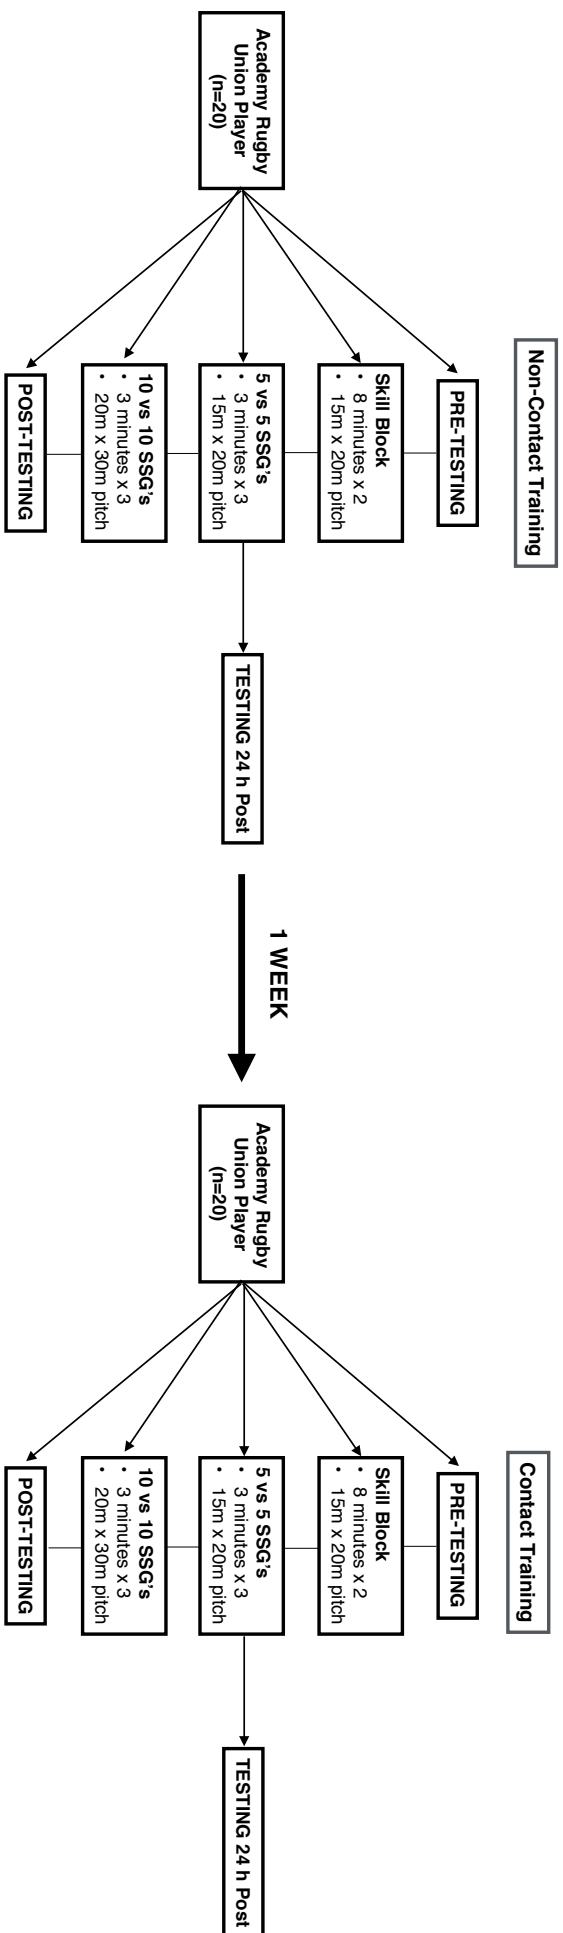 Non-Contact Training
Academy Rugby
Union Player
(n=20)
PRE-TESTING
Skill Block
• 8 minutes x 2
• 15m x 20m pitch
5 vs 5 SSG's
• 3 minutes x 3
• 15m x 20m pitch
10 vs 10 SSG's
• 3 minutes x 3
• 20m x 30m pitch
POST-TESTING
TESTING 24 h Post
1 WEEK
Contact Training
Academy Rugby
Union Player
(n=20)
PRE-TESTING
Skill Block
• 8 minutes x 2
• 15m x 20m pitch
5 vs 5 SSG's
• 3 minutes x 3
• 15m x 20m pitch
10 vs 10 SSG's
• 3 minutes x 3
• 20m x 30m pitch
POST-TESTING
TESTING 24 h Post